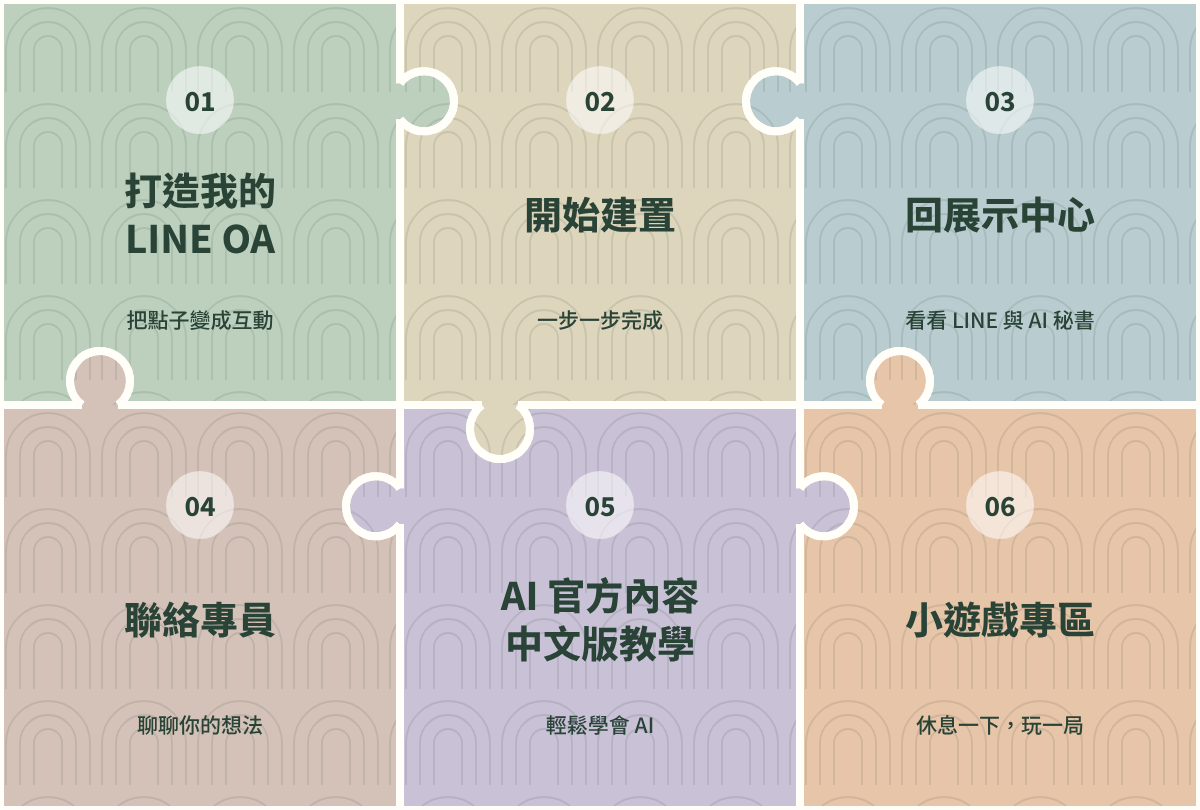 01
打造我的
LINE OA
把點子變成互動
02
開始建置
一步一步完成
03
回展示中心
看看 LINE 與 AI 秘書
04
聯絡專員
聊聊你的想法
05
AI 官方內容
中文版教學
輕鬆學會 AI
06
小遊戲專區
休息一下，玩一局